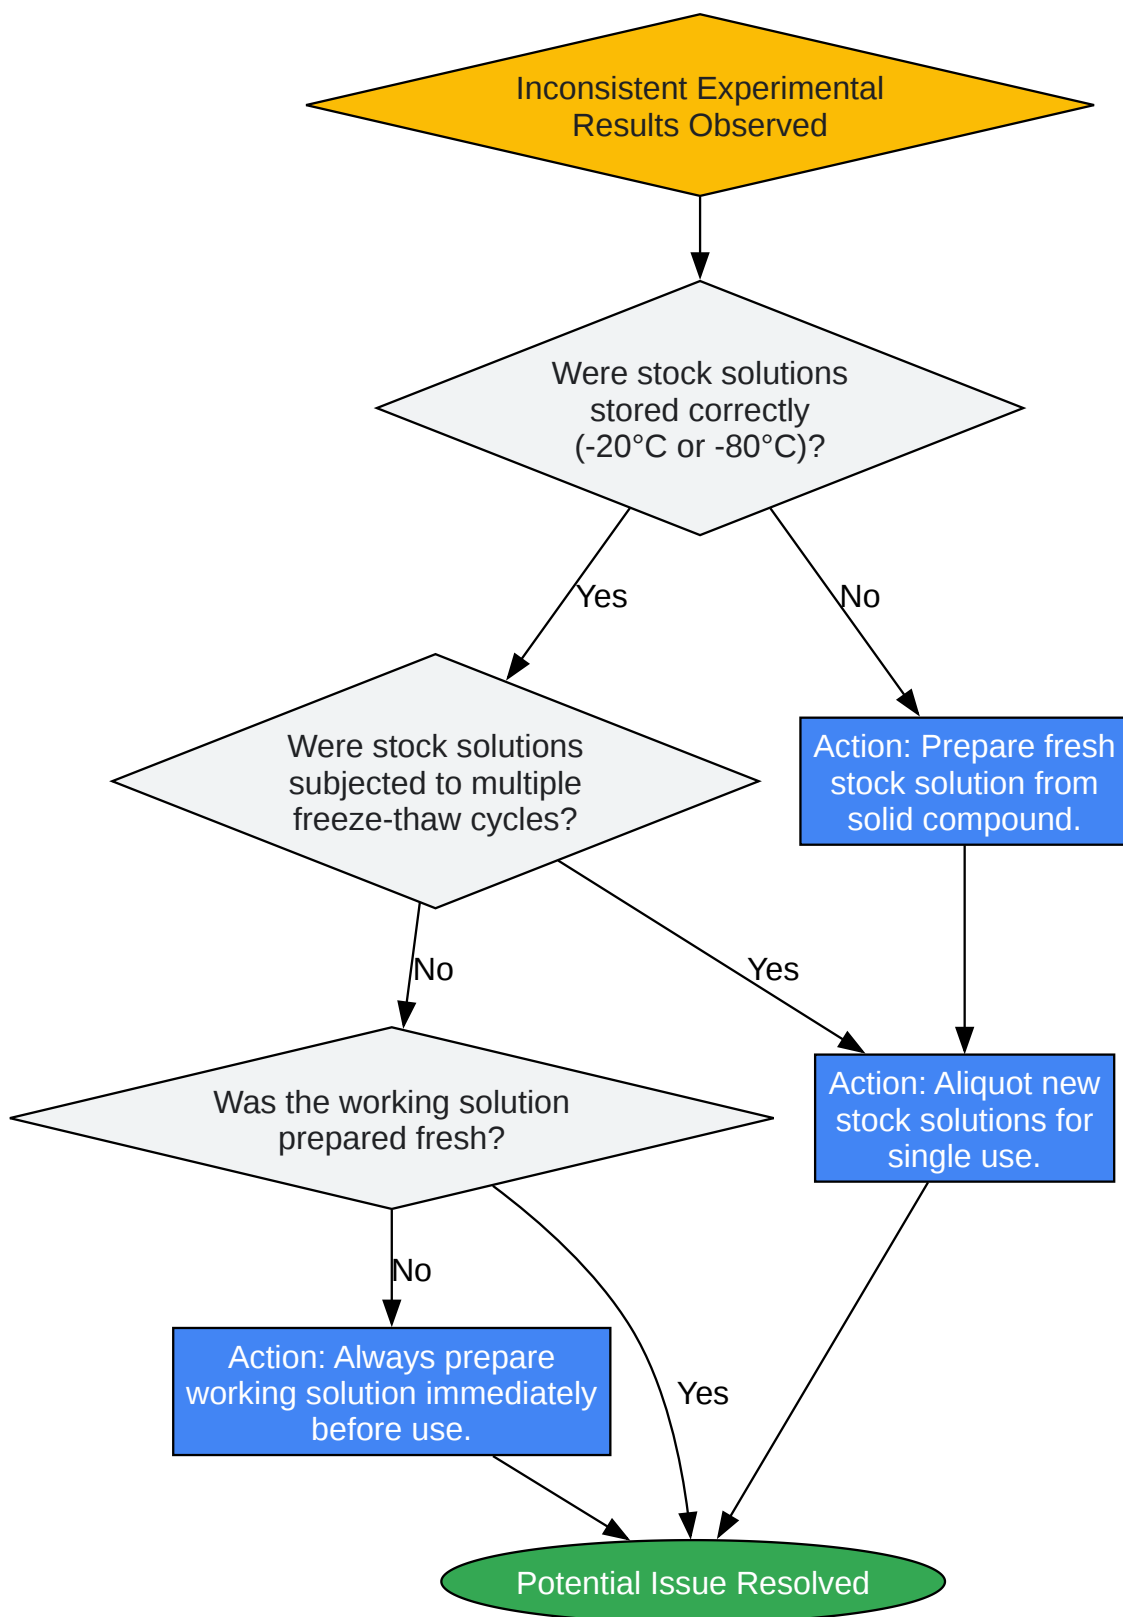 Inconsistent Experimental
Results Observed
Were stock solutions
stored correctly
(-20°C or -80°C)?
Yes
No
Were stock solutions
subjected to multiple
freeze-thaw cycles?
Action: Prepare fresh
stock solution from
solid compound.
No
Yes
Was the working solution
prepared fresh?
Action: Aliquot new
stock solutions for
single use.
No
Action: Always prepare
working solution immediately
before use.
Yes
Potential Issue Resolved